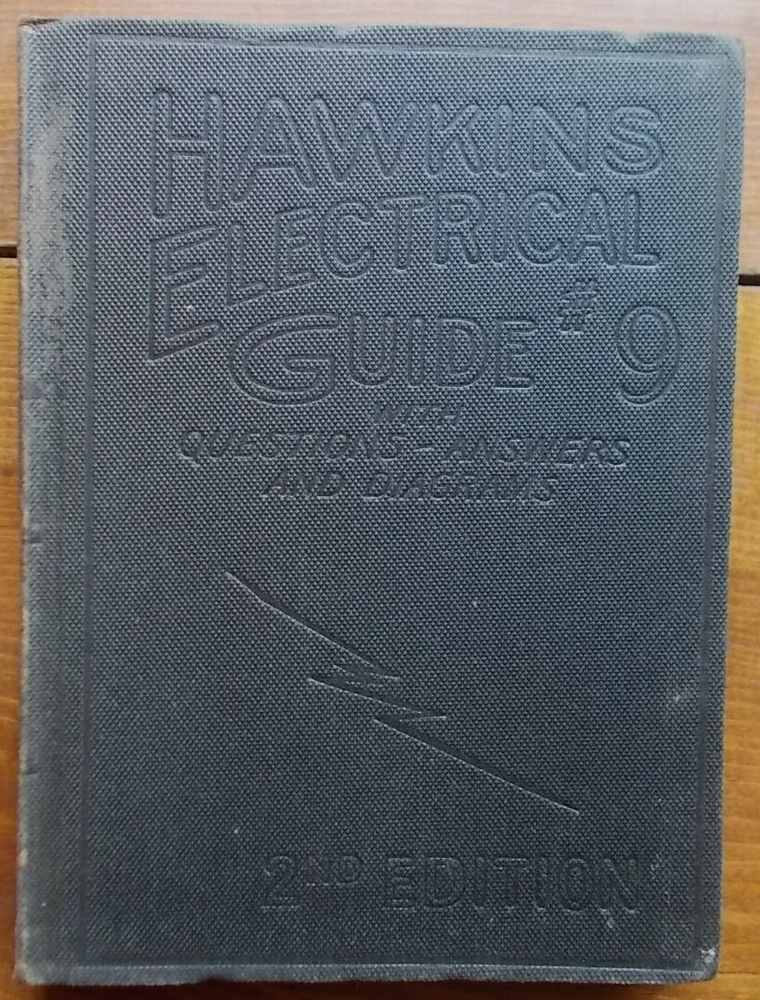 HAWKINS
ELECTRICAL
GUIDE #9
WITH
QUESTIONS-ANSWERS
AND DIAGRAMS
2ND EDITION